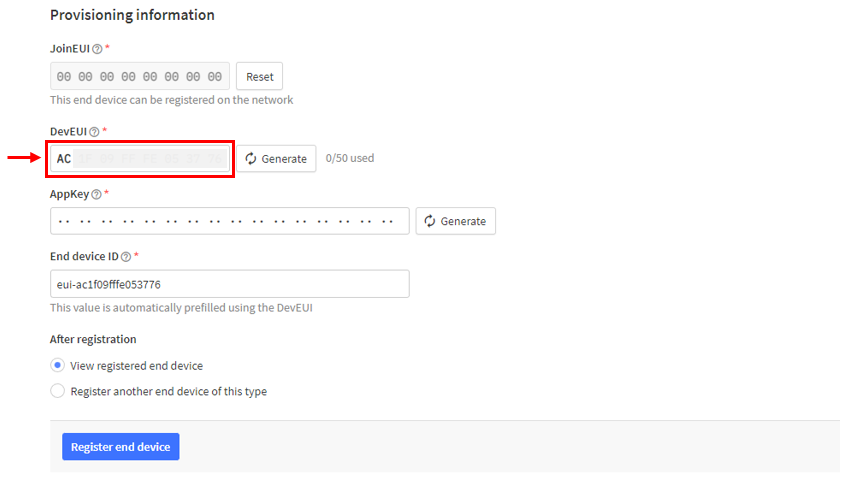 Provisioning information
JoinEUI *
00 00 00 00 00 00 00 00 Reset
This end device can be registered on the network
DevEUI *
AC Generate 0/50 used
AppKey *
•• •• •• •• •• •• •• •• •• •• •• •• •• •• •• •• Generate
End device ID *
eui-ac1f09fffe053776
This value is automatically prefilled using the DevEUI
After registration
View registered end device
Register another end device of this type
Register end device